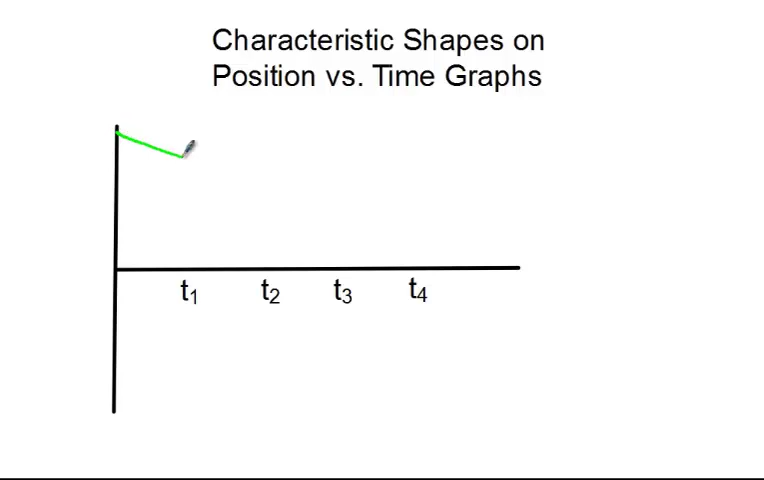 Characteristic Shapes on
Position vs. Time Graphs
t₁ t₂ t₃ t₄